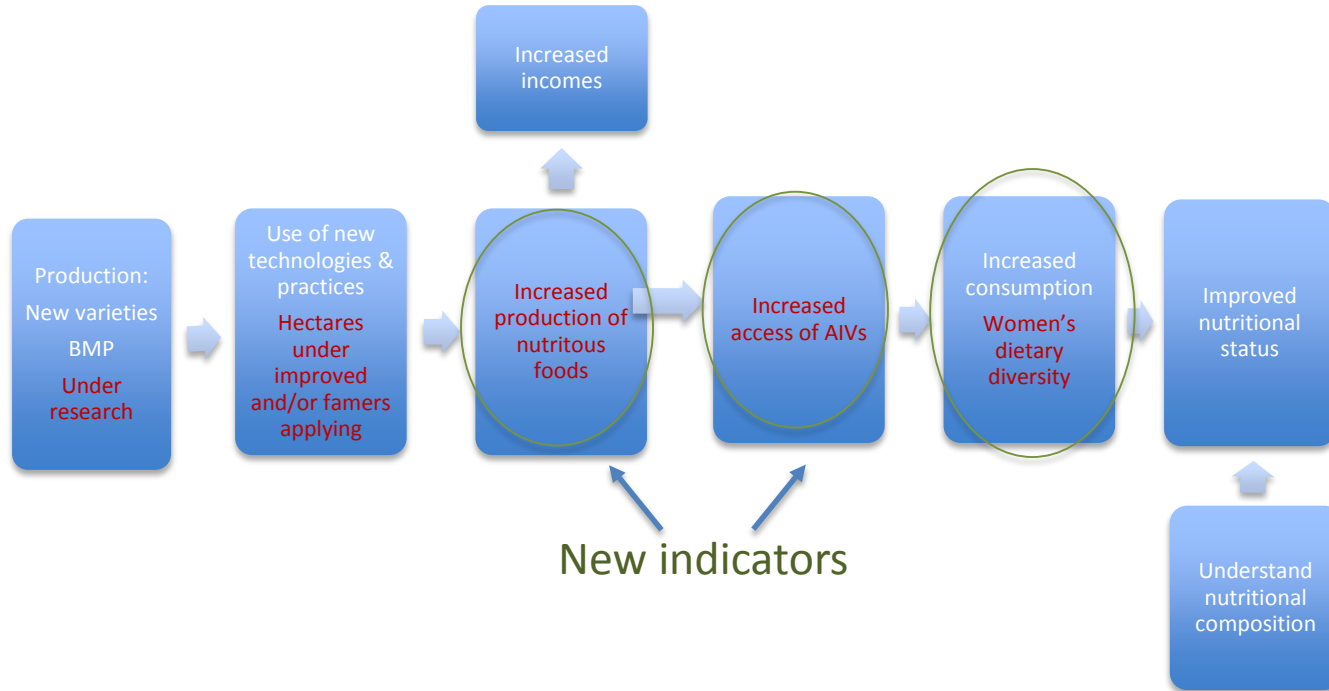 Increased
incomes
Production:
New varieties
BMP
Under
research
Use of new
technologies &
practices
Hectares
under
improved
and/or famers
applying
Increased
production of
nutritous
foods
Increased
access of AIVs
Increased
consumption
Women’s
dietary
diversity
Improved
nutritional
status
New indicators
Understand
nutritional
composition